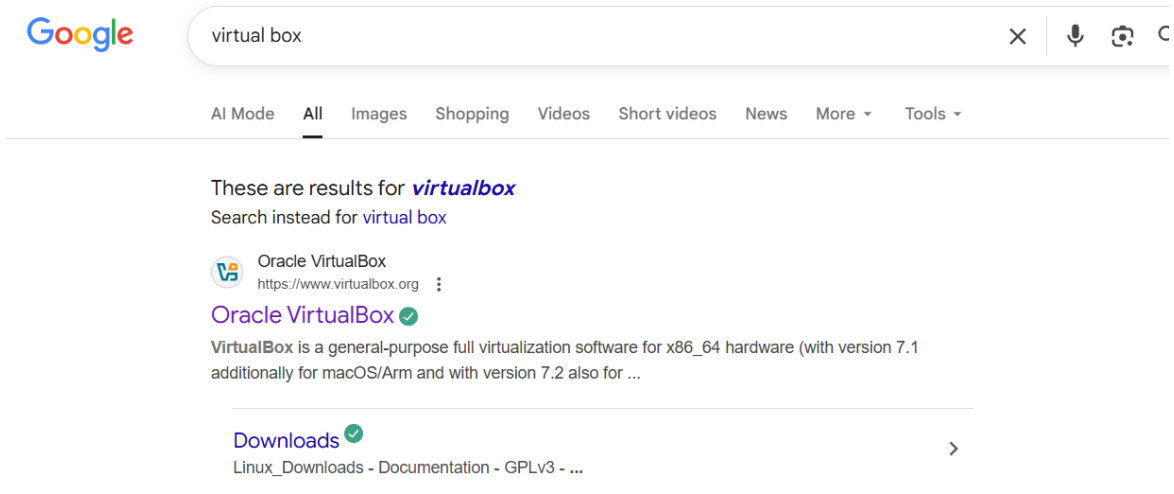 Google
virtual box
AI Mode All Images Shopping Videos Short videos News More Tools
These are results for virtualbox
Search instead for virtual box
Oracle VirtualBox
https://www.virtualbox.org
Oracle VirtualBox
VirtualBox is a general-purpose full virtualization software for x86_64 hardware (with version 7.1
additionally for macOS/Arm and with version 7.2 also for ...
Downloads
Linux_Downloads - Documentation - GPLv3 - ...